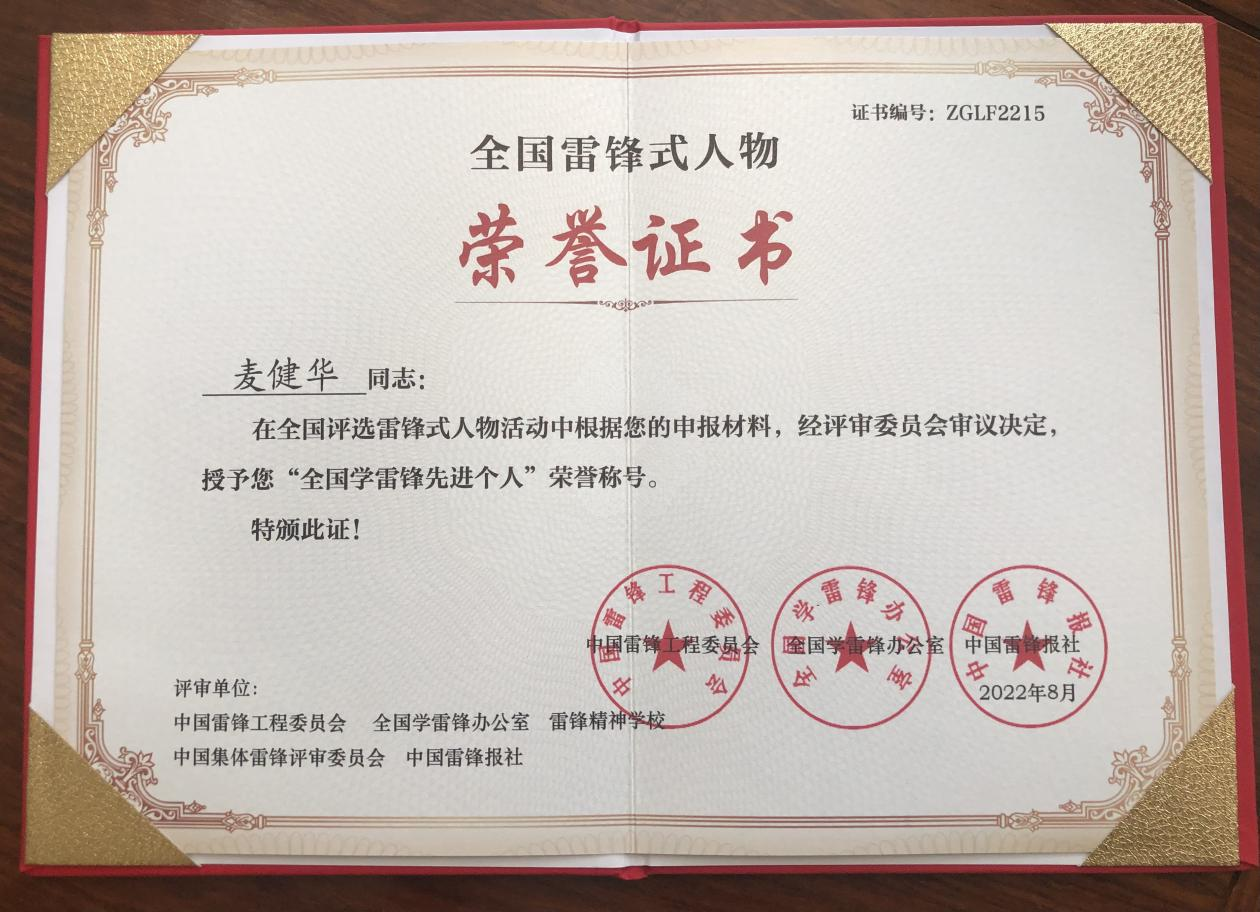 证书编号：ZGLF2215
全国雷锋式人物
荣誉证书
麦健华 同志：
在全国评选雷锋式人物活动中根据您的申报材料，经评审委员会审议决定，
授予您“全国学雷锋先进个人”荣誉称号。
特颁此证！
中国雷锋工程委员会
全国学雷锋办公室
中国雷锋报社
中国雷锋工程委员会 全国学雷锋办公室 中国雷锋报社
2022年8月
评审单位：
中国雷锋工程委员会 全国学雷锋办公室 雷锋精神学校
中国集体雷锋评审委员会 中国雷锋报社